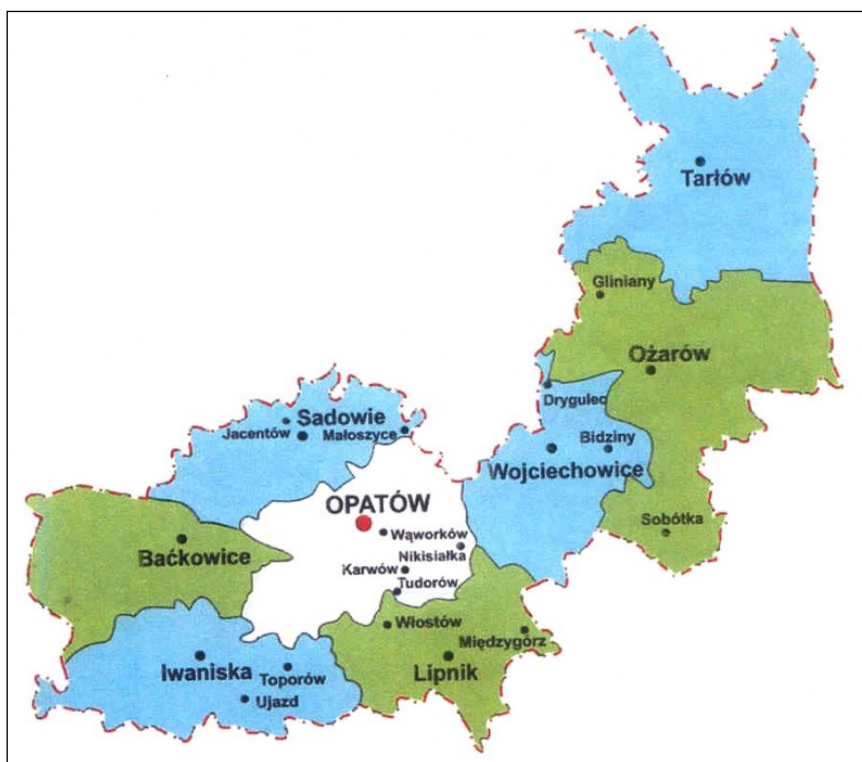 Tarłów
Gliniany
Ożarów
Drygulec
Sadowie
Jacentów
Małoszyce
Bidziny
Wojciechowice
OPATÓW
Sobótka
Wąworków
Baćkowice
Nikisiałka
Karwów
Tudorów
Włostów
Międzygórz
Iwaniska
Toporów
Lipnik
Ujazd